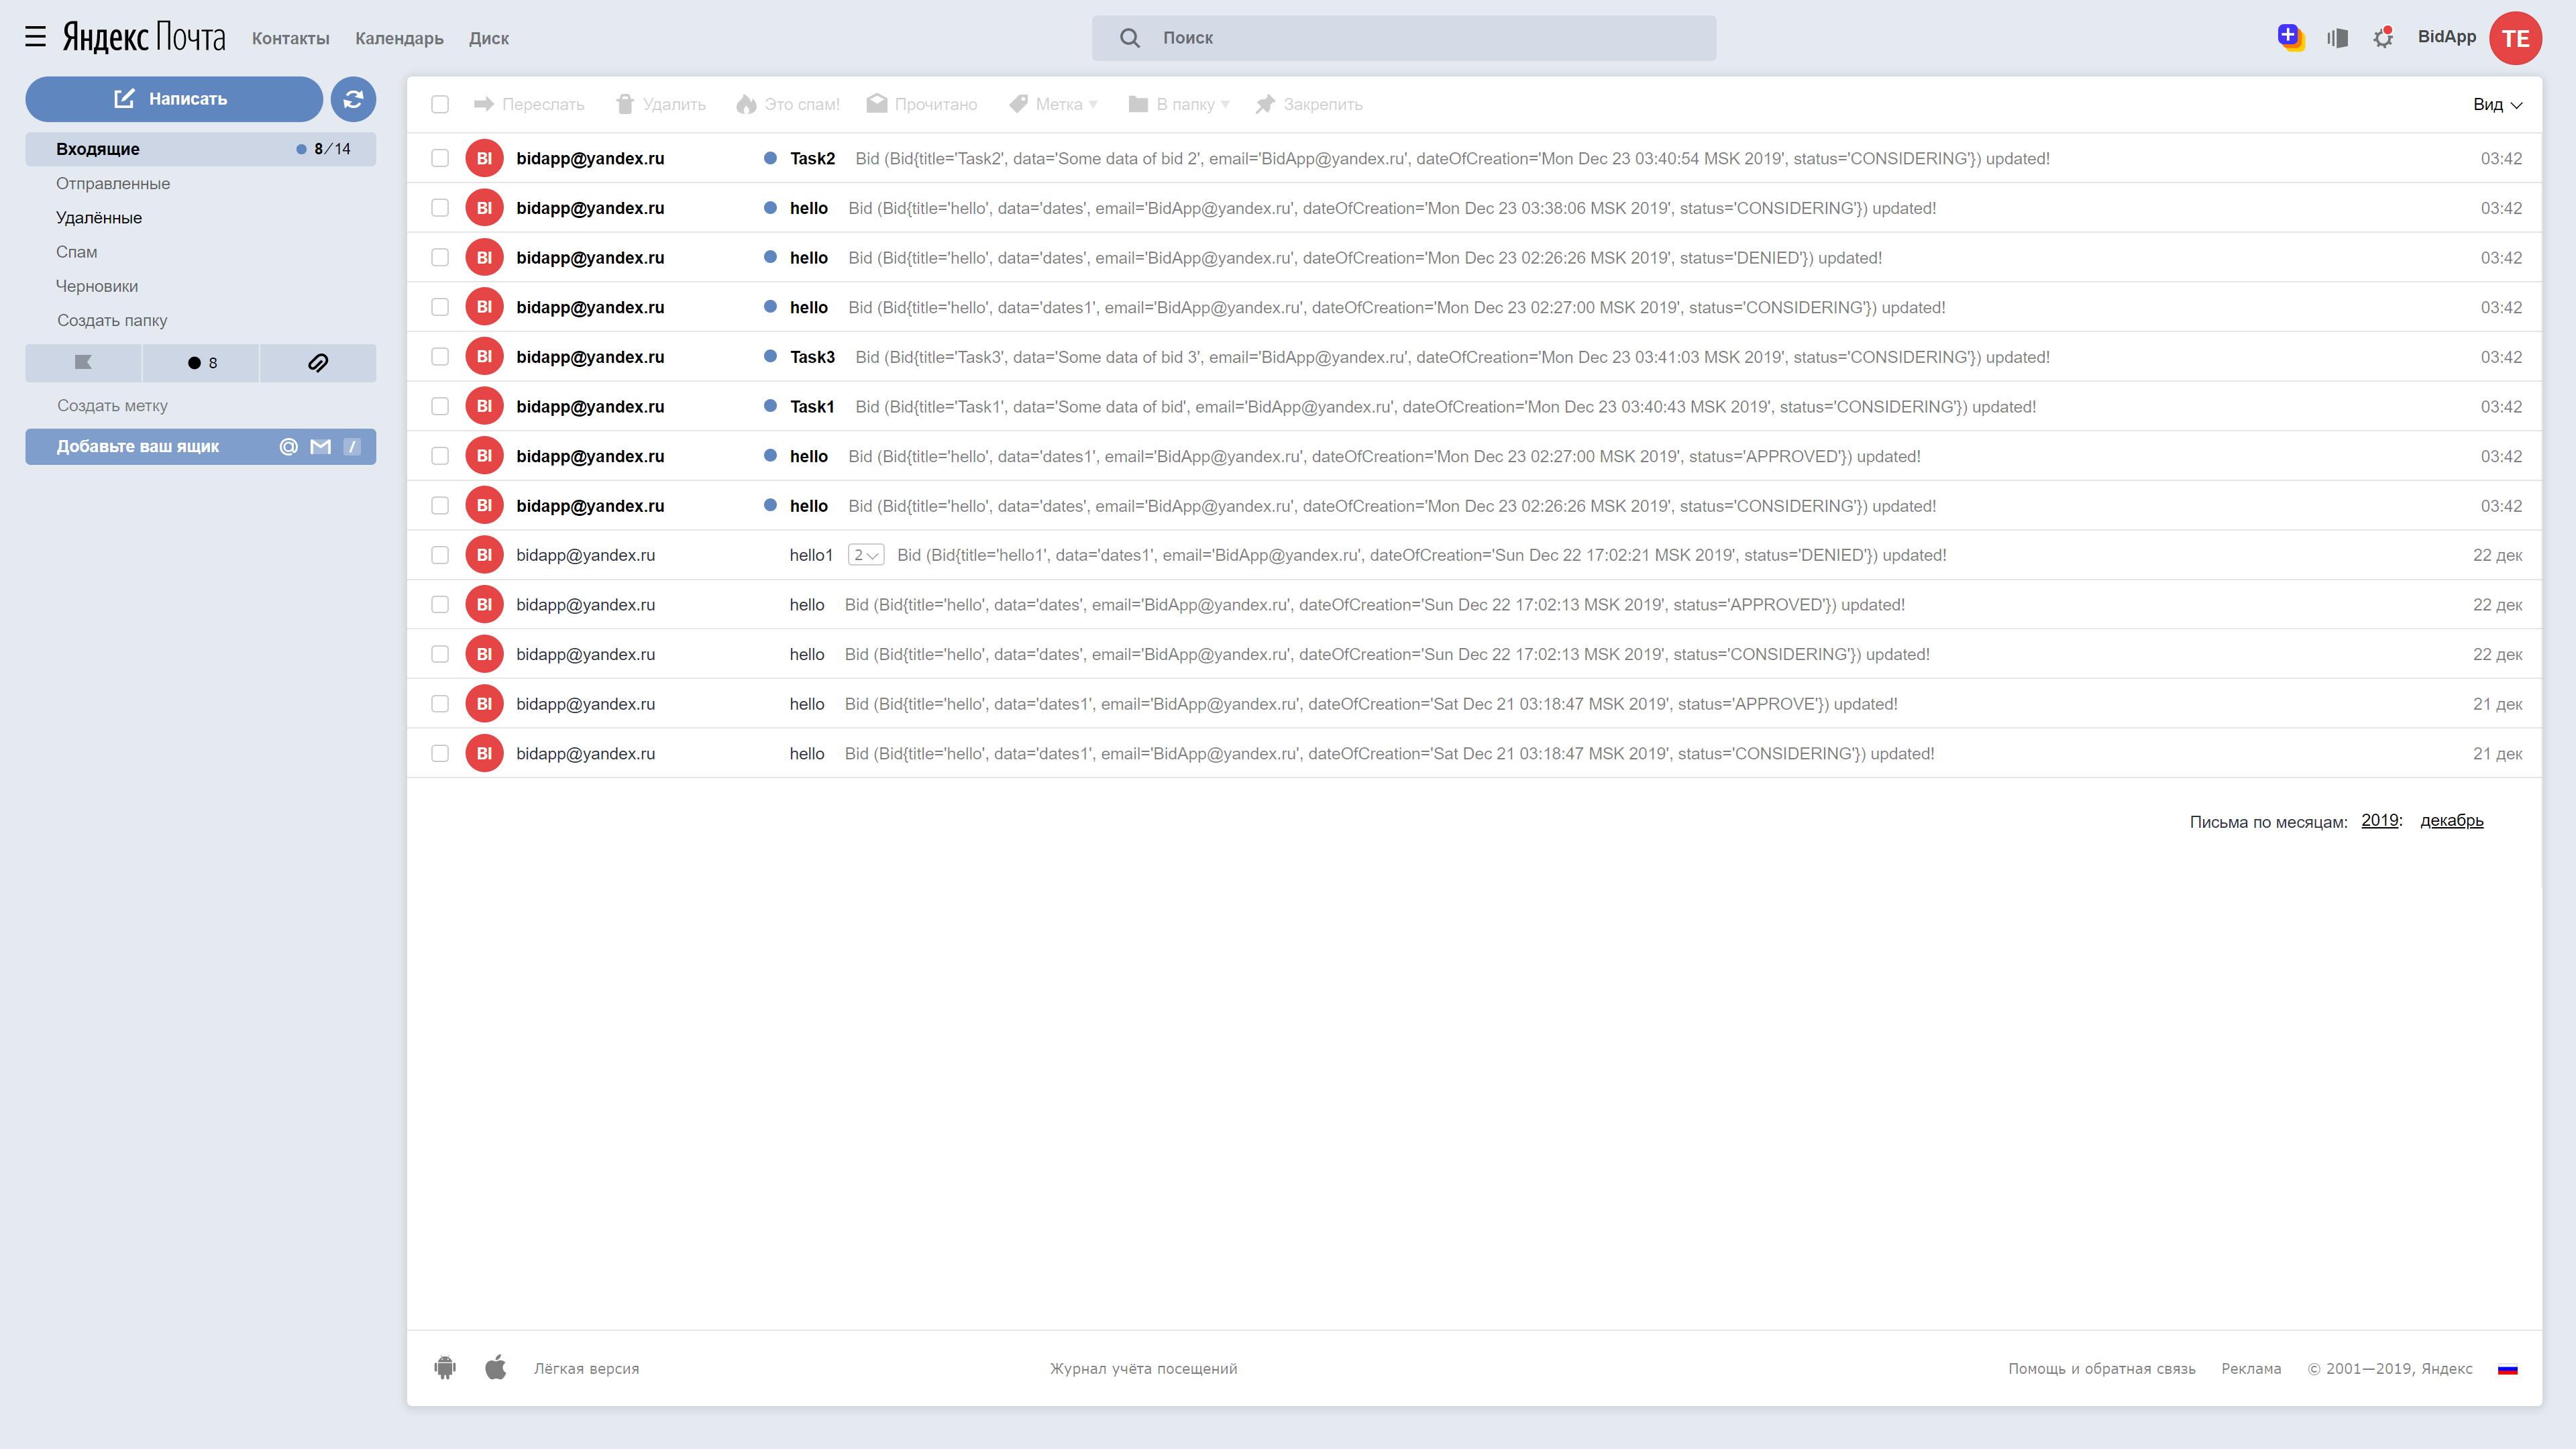 Яндекс Почта Контакты Календарь Диск Поиск BidApp TE
Написать
Входящие 8/14
Отправленные
Удалённые
Спам
Черновики
Создать папку
8
Создать метку
Добавьте ваш ящик
Переслать Удалить Это спам! Прочитано Метка В папку Закрепить Вид
BI bidapp@yandex.ru Task2 Bid (Bid{title='Task2', data='Some data of bid 2', email='BidApp@yandex.ru', dateOfCreation='Mon Dec 23 03:40:54 MSK 2019', status='CONSIDERING'}) updated! 03:42
BI bidapp@yandex.ru hello Bid (Bid{title='hello', data='dates', email='BidApp@yandex.ru', dateOfCreation='Mon Dec 23 03:38:06 MSK 2019', status='CONSIDERING'}) updated! 03:42
BI bidapp@yandex.ru hello Bid (Bid{title='hello', data='dates', email='BidApp@yandex.ru', dateOfCreation='Mon Dec 23 02:26:26 MSK 2019', status='DENIED'}) updated! 03:42
BI bidapp@yandex.ru hello Bid (Bid{title='hello', data='dates1', email='BidApp@yandex.ru', dateOfCreation='Mon Dec 23 02:27:00 MSK 2019', status='CONSIDERING'}) updated! 03:42
BI bidapp@yandex.ru Task3 Bid (Bid{title='Task3', data='Some data of bid 3', email='BidApp@yandex.ru', dateOfCreation='Mon Dec 23 03:41:03 MSK 2019', status='CONSIDERING'}) updated! 03:42
BI bidapp@yandex.ru Task1 Bid (Bid{title='Task1', data='Some data of bid', email='BidApp@yandex.ru', dateOfCreation='Mon Dec 23 03:40:43 MSK 2019', status='CONSIDERING'}) updated! 03:42
BI bidapp@yandex.ru hello Bid (Bid{title='hello', data='dates1', email='BidApp@yandex.ru', dateOfCreation='Mon Dec 23 02:27:00 MSK 2019', status='APPROVED'}) updated! 03:42
BI bidapp@yandex.ru hello Bid (Bid{title='hello', data='dates', email='BidApp@yandex.ru', dateOfCreation='Mon Dec 23 02:26:26 MSK 2019', status='CONSIDERING'}) updated! 03:42
BI bidapp@yandex.ru hello1 2 Bid (Bid{title='hello1', data='dates1', email='BidApp@yandex.ru', dateOfCreation='Sun Dec 22 17:02:21 MSK 2019', status='DENIED'}) updated! 22 дек
BI bidapp@yandex.ru hello Bid (Bid{title='hello', data='dates', email='BidApp@yandex.ru', dateOfCreation='Sun Dec 22 17:02:13 MSK 2019', status='APPROVED'}) updated! 22 дек
BI bidapp@yandex.ru hello Bid (Bid{title='hello', data='dates', email='BidApp@yandex.ru', dateOfCreation='Sun Dec 22 17:02:13 MSK 2019', status='CONSIDERING'}) updated! 22 дек
BI bidapp@yandex.ru hello Bid (Bid{title='hello', data='dates1', email='BidApp@yandex.ru', dateOfCreation='Sat Dec 21 03:18:47 MSK 2019', status='APPROVE'}) updated! 21 дек
BI bidapp@yandex.ru hello Bid (Bid{title='hello', data='dates1', email='BidApp@yandex.ru', dateOfCreation='Sat Dec 21 03:18:47 MSK 2019', status='CONSIDERING'}) updated! 21 дек
Письма по месяцам: 2019: декабрь
Лёгкая версия Журнал учёта посещений Помощь и обратная связь Реклама © 2001—2019, Яндекс